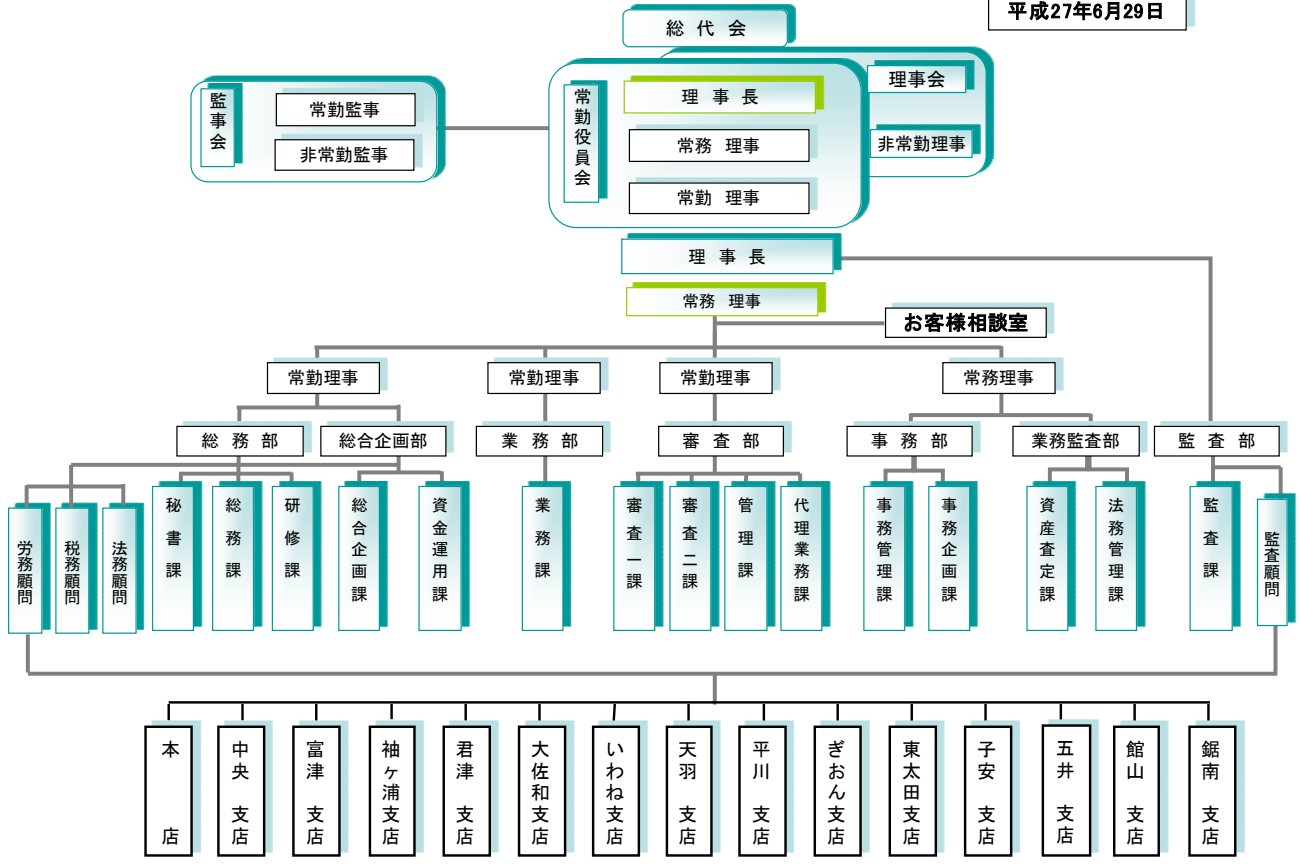 平成27年6月29日
総 代 会
監事会
常勤監事
非常勤監事
常勤役員会
理 事 長
常務 理事
常勤 理事
理事会
非常勤理事
理 事 長
常務 理事
お客様相談室
常勤理事
常勤理事
常勤理事
常務理事
総 務 部
総合企画部
業 務 部
審 査 部
事 務 部
業務監査部
監 査 部
労務顧問
税務顧問
法務顧問
秘書課
総務課
研修課
総合企画課
資金運用課
業務課
審査一課
審査二課
管理課
代理業務課
事務管理課
事務企画課
資産査定課
法務管理課
監査課
監査顧問
本 店
中央 支店
富津 支店
袖ヶ浦支店
君津 支店
大佐和支店
いわね支店
天羽 支店
平川 支店
ぎおん支店
東太田支店
子安 支店
五井 支店
館山 支店
鋸南 支店